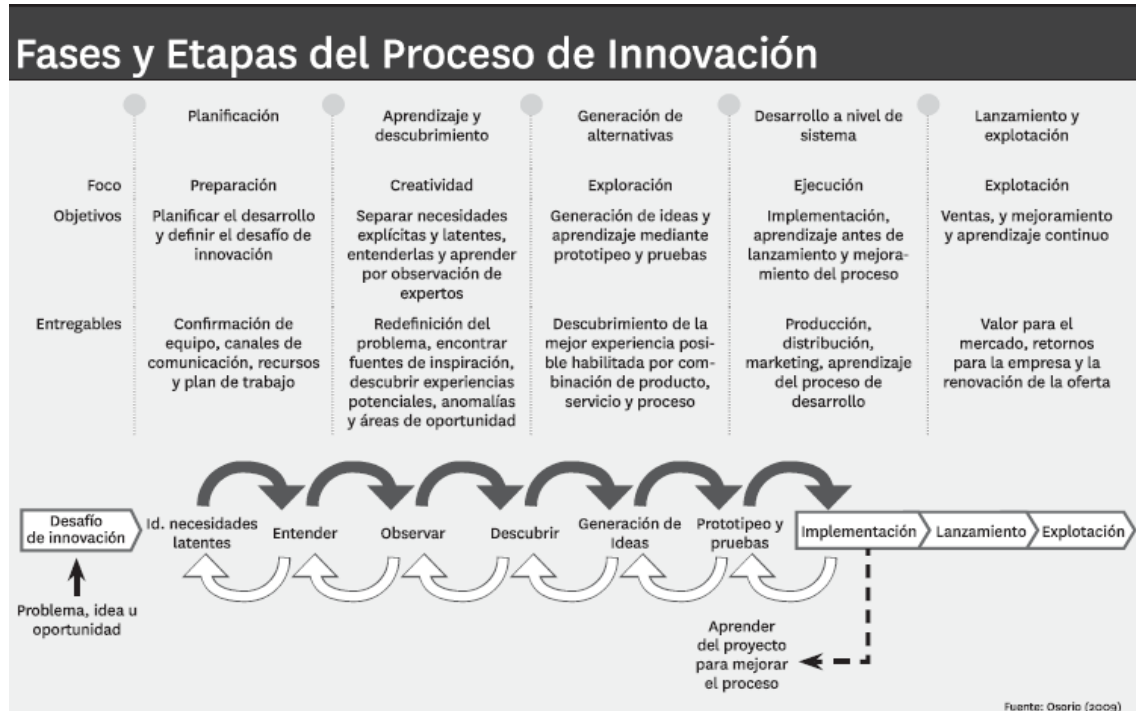 Fases y Etapas del Proceso de Innovación
Planificación
Aprendizaje y
descubrimiento
Generación de
alternativas
Desarrollo a nivel de
sistema
Lanzamiento y
explotación
Foco
Preparación
Creatividad
Exploración
Ejecución
Explotación
Objetivos
Planificar el desarrollo
y definir el desafío de
innovación
Separar necesidades
explícitas y latentes,
entenderlas y aprender
por observación de
expertos
Generación de ideas y
aprendizaje mediante
prototipeo y pruebas
Implementación,
aprendizaje antes de
lanzamiento y mejora-
miento del proceso
Ventas, y mejoramiento
y aprendizaje continuo
Entregables
Confirmación de
equipo, canales de
comunicación, recursos
y plan de trabajo
Redefinición del
problema, encontrar
fuentes de inspiración,
descubrir experiencias
potenciales, anomalías
y áreas de oportunidad
Descubrimiento de la
mejor experiencia posi-
ble habilitada por com-
binación de producto,
servicio y proceso
Producción,
distribución,
marketing, aprendizaje
del proceso de
desarrollo
Valor para el
mercado, retornos
para la empresa y la
renovación de la oferta
Desafío
de innovación
Id. necesidades
latentes
Entender
Observar
Descubrir
Generación de
Ideas
Prototipeo y
pruebas
Implementación
Lanzamiento
Explotación
Problema, idea u
oportunidad
Aprender
del proyecto
para mejorar
el proceso
Fuente: Osorio (2009)